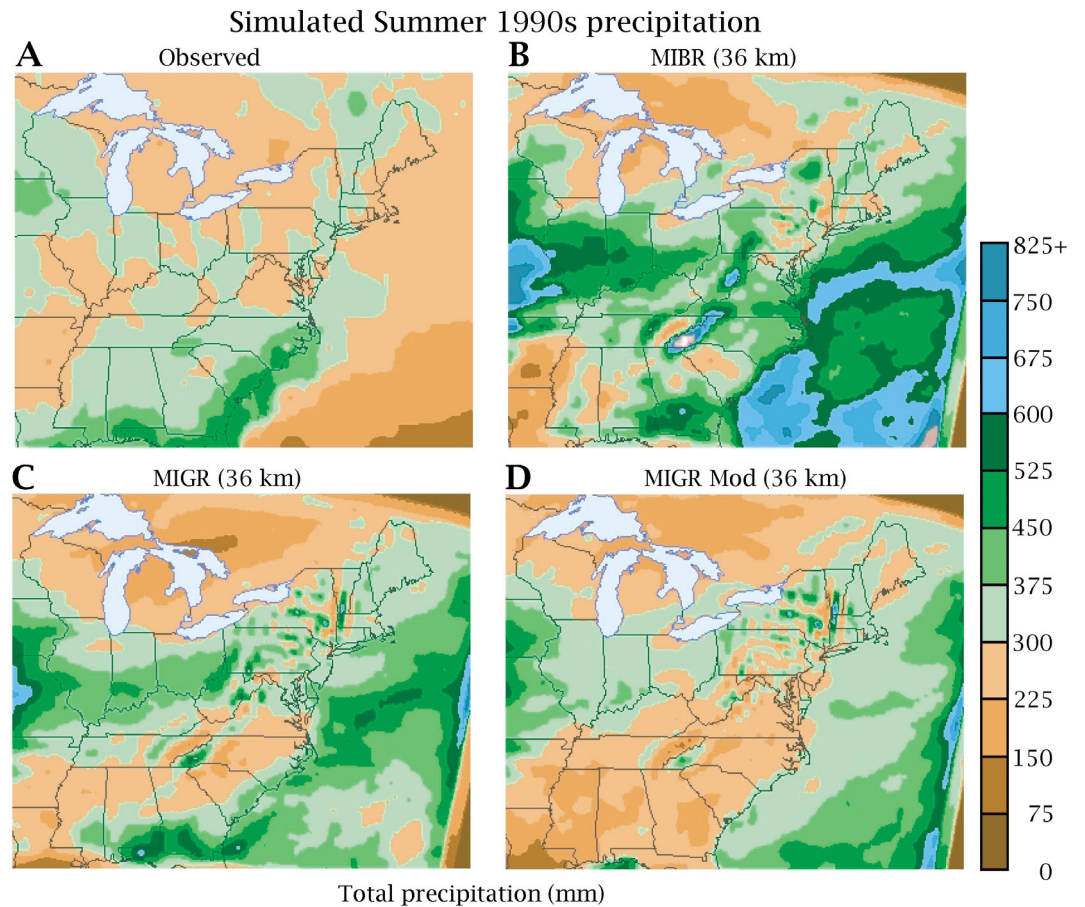 Simulated Summer 1990s precipitation
A
Observed
B
MIBR (36 km)
C
MIGR (36 km)
D
MIGR Mod (36 km)
825+
750
675
600
525
450
375
300
225
150
75
0
Total precipitation (mm)